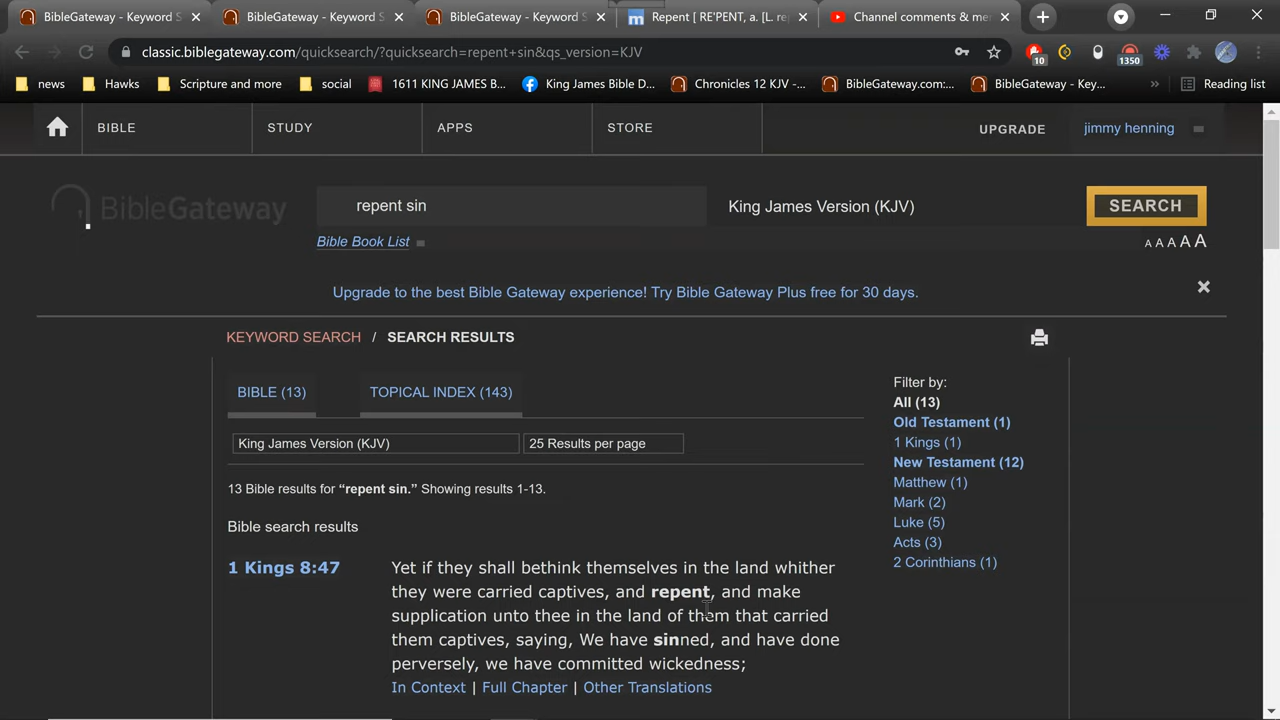 BibleGateway - Keyword S
BibleGateway - Keyword S
BibleGateway - Keyword S
Repent [ RE'PENT, a. [L. rep
Channel comments & me
classic.biblegateway.com/quicksearch/?quicksearch=repent+sin&qs_version=KJV
10
1350
news
Hawks
Scripture and more
social
1611 KING JAMES B...
King James Bible D...
Chronicles 12 KJV -...
BibleGateway.com:...
BibleGateway - Key...
»
Reading list
BIBLE
STUDY
APPS
STORE
UPGRADE
jimmy henning
BibleGateway
repent sin
King James Version (KJV)
SEARCH
Bible Book List
A A A A A
Upgrade to the best Bible Gateway experience! Try Bible Gateway Plus free for 30 days.
KEYWORD SEARCH / SEARCH RESULTS
BIBLE (13)
TOPICAL INDEX (143)
King James Version (KJV)
25 Results per page
13 Bible results for “repent sin.” Showing results 1-13.
Bible search results
1 Kings 8:47
Yet if they shall bethink themselves in the land whither
they were carried captives, and repent, and make
supplication unto thee in the land of them that carried
them captives, saying, We have sinned, and have done
perversely, we have committed wickedness;
In Context | Full Chapter | Other Translations
Filter by:
All (13)
Old Testament (1)
1 Kings (1)
New Testament (12)
Matthew (1)
Mark (2)
Luke (5)
Acts (3)
2 Corinthians (1)